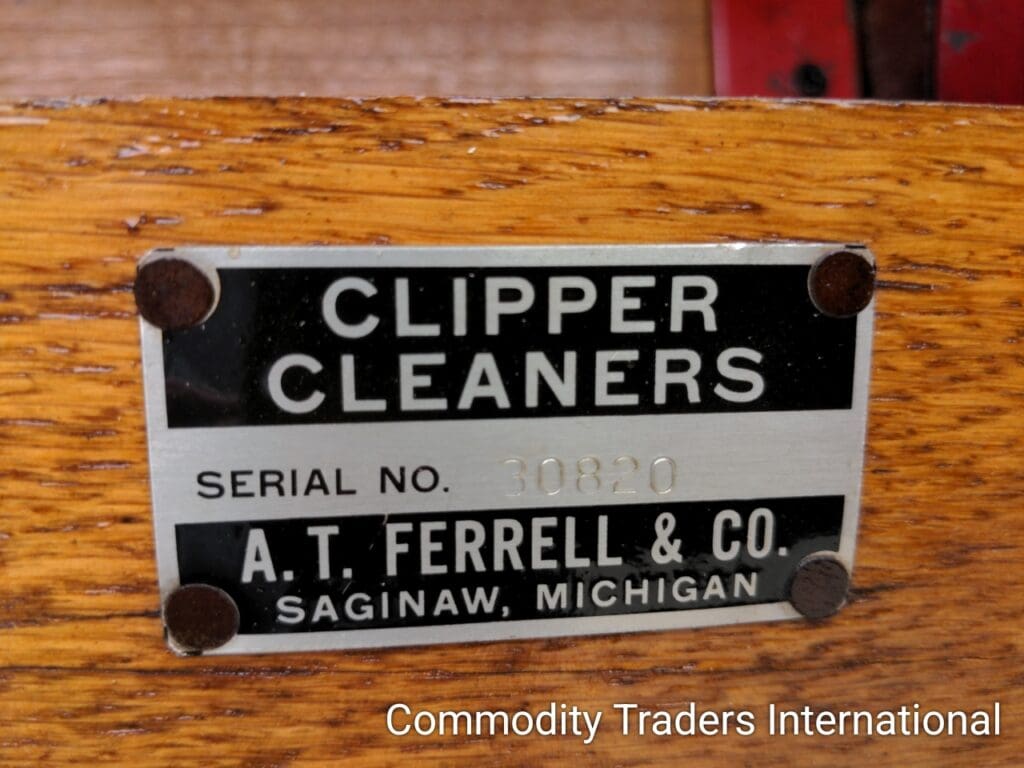 CLIPPER
CLEANERS
SERIAL NO. 30820
A. T. FERRELL & CO.
SAGINAW, MICHIGAN
Commodity Traders International